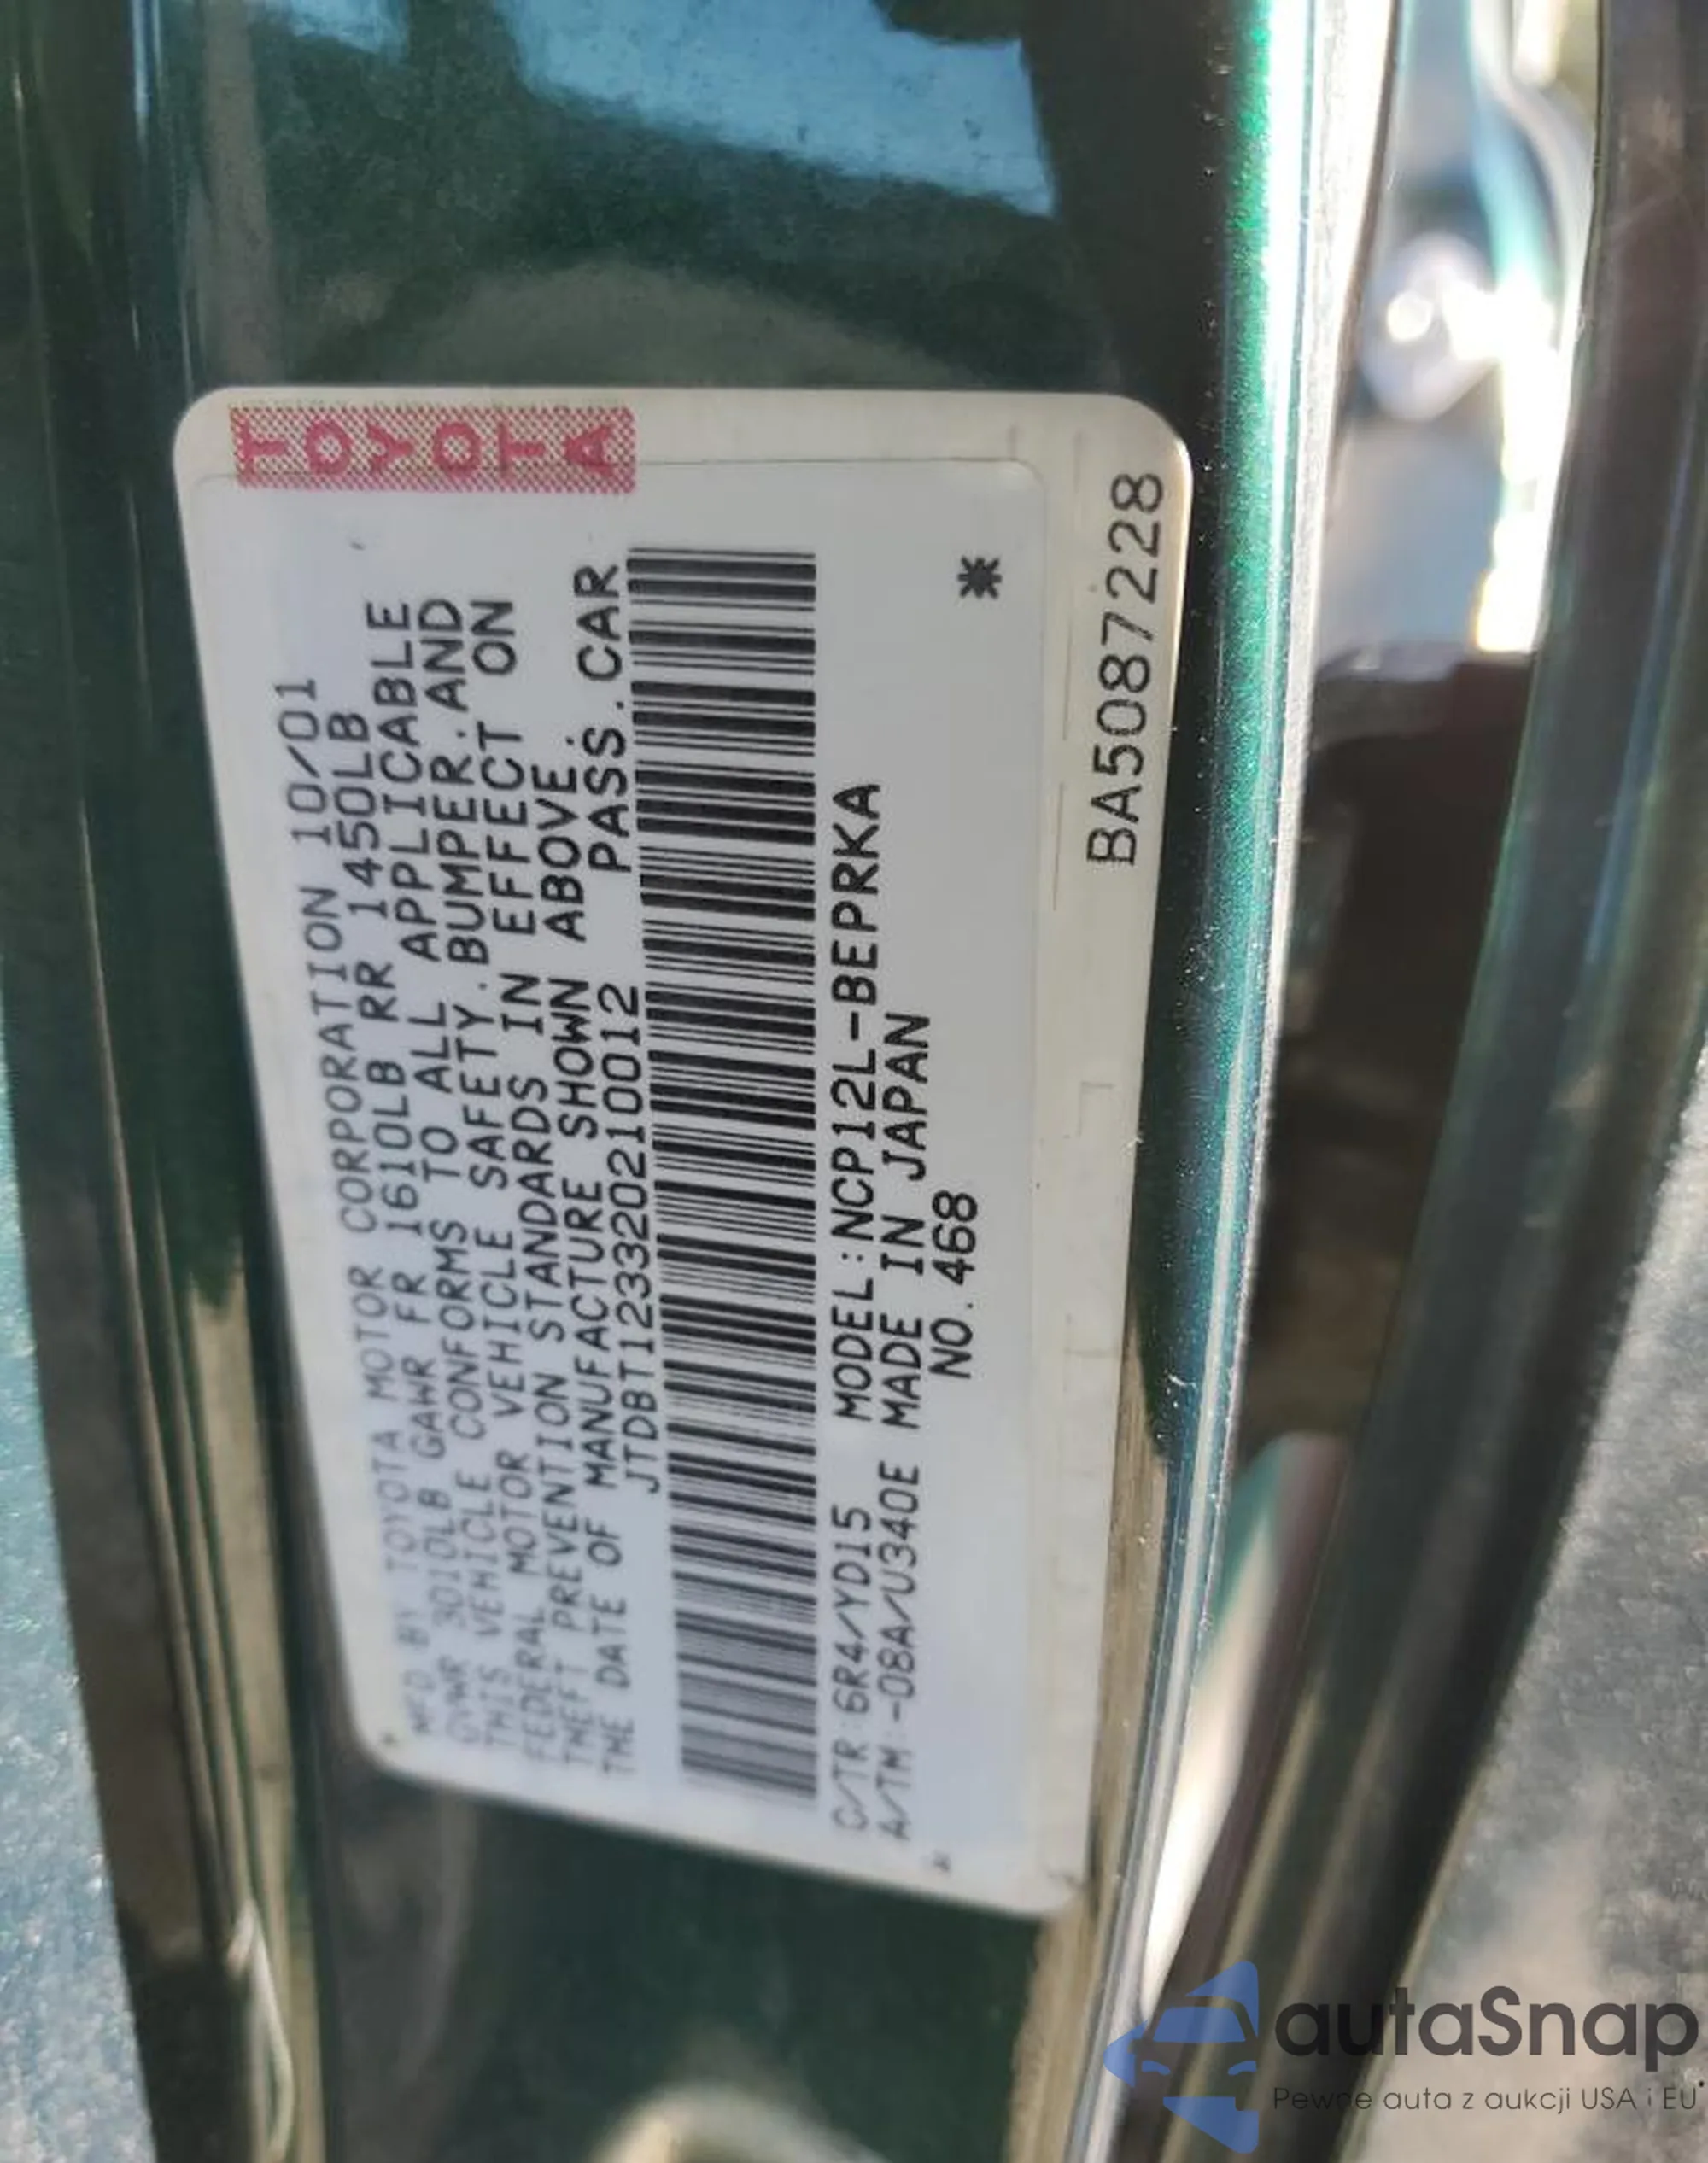 TOYOTA
MFD BY TOYOTA MOTOR CORPORATION 10/01
GVWR 3010LB GAWR FR 1610LB RR 1450LB
THIS VEHICLE CONFORMS TO ALL APPLICABLE
FEDERAL MOTOR VEHICLE SAFETY.BUMPER.AND
THEFT PREVENTION STANDARDS IN EFFECT ON
THE DATE OF MANUFACTURE SHOWN ABOVE.
JTDBT123320210012 PASS.CAR
C/TR:6R4/YD15 MODEL:NCP12L-BEPRKA
A/TM:-08A/U340E MADE IN JAPAN
NO.468 *
BA5087228
autaSnap
Pewne auta z aukcji USA i EU